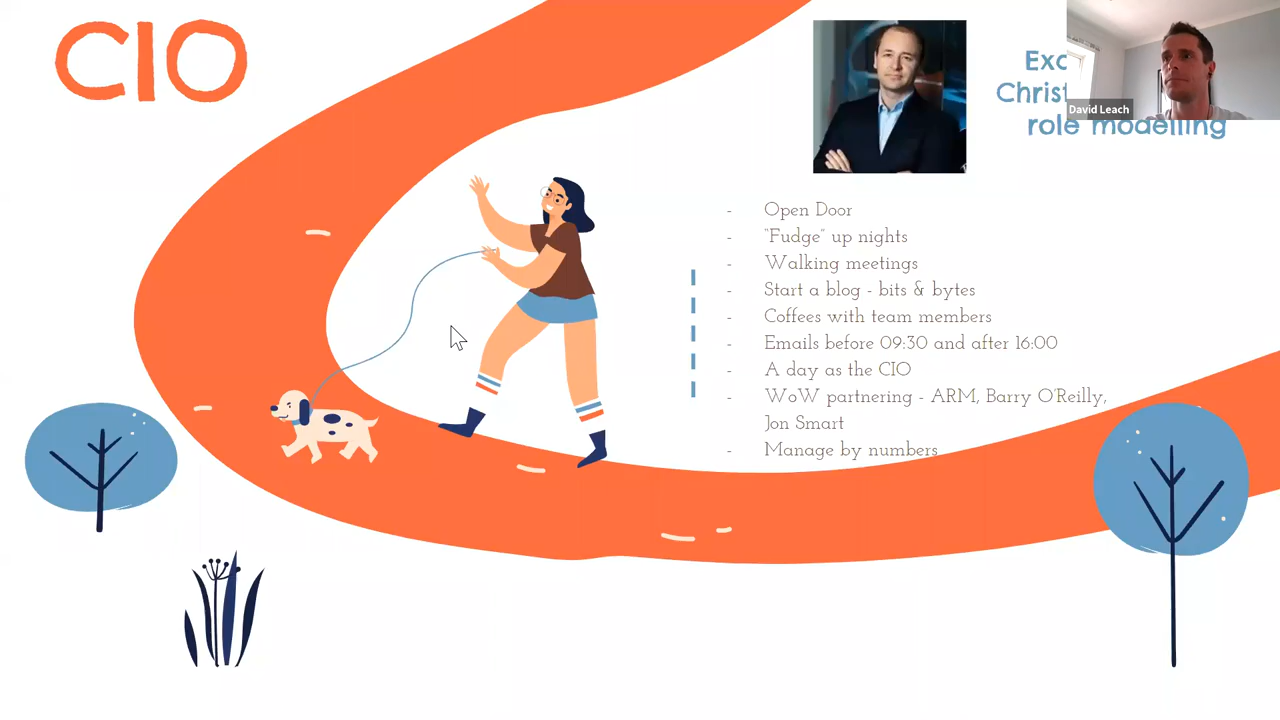 CIO
David Leach
role modelling
- Open Door
- "Fudge" up nights
- Walking meetings
- Start a blog - bits & bytes
- Coffees with team members
- Emails before 09:30 and after 16:00
- A day as the CIO
- WoW partnering - ARM, Barry O'Reilly,
Jon Smart
- Manage by numbers